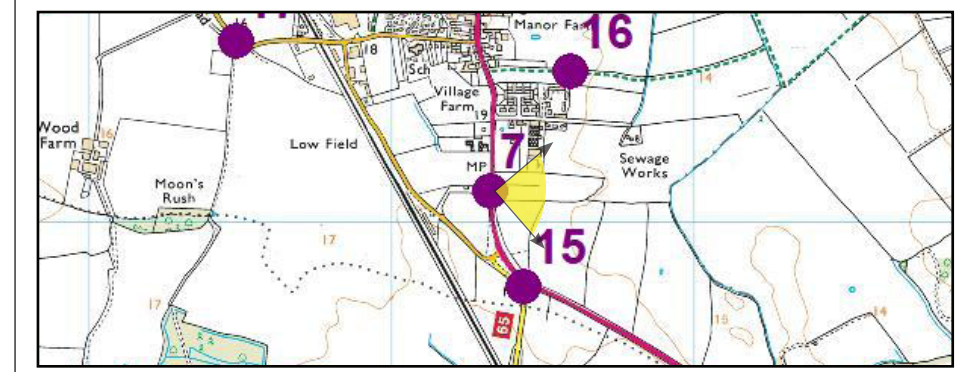 Manor Farm
16
18
Sch
14
Village
Farm
19
Wood
Farm
16
Low Field
7
MP
Sewage
Works
Moon's
Rush
17
15
17
65
15
14